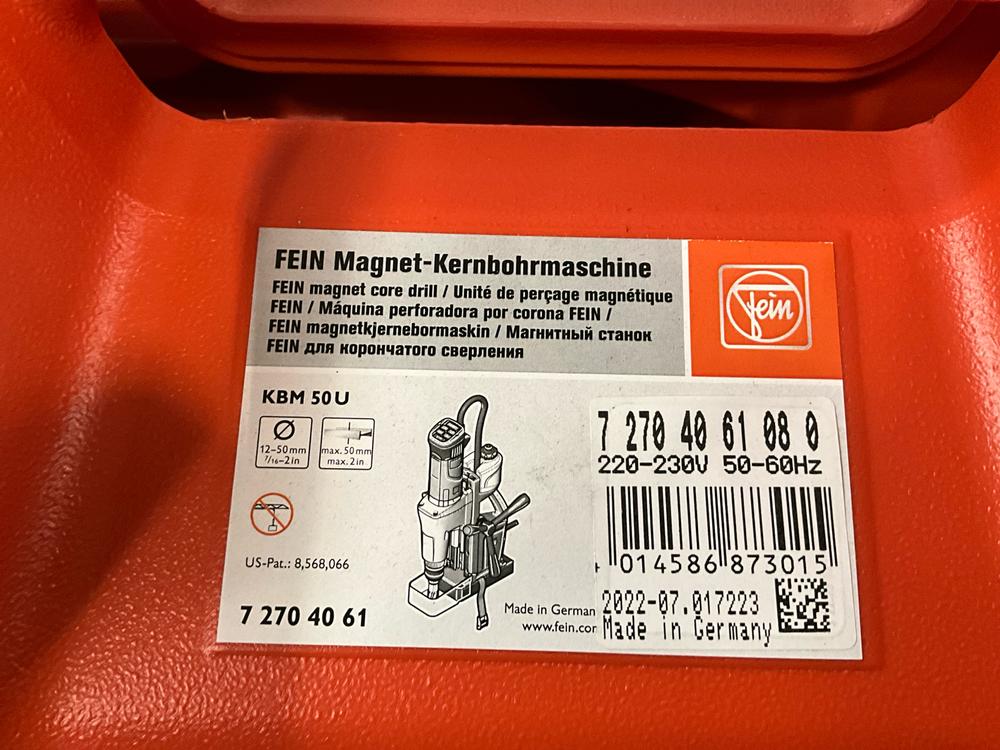 FEIN Magnet-Kernbohrmaschine
FEIN magnet core drill / Unité de perçage magnétique
FEIN / Máquina perforadora por corona FEIN /
FEIN magnetkjernebormaskin / Магнитный станок
FEIN для корончатого сверления
Fein
KBM 50 U
12–50 mm
7/16–2 in
max. 50 mm
max. 2 in
US-Pat.: 8,568,066
7 270 40 61
Made in German
www.fein.cor
7 270 40 61 08 0
220-230V 50-60Hz
4 014586 873015
2022-07.017223
Made in Germany